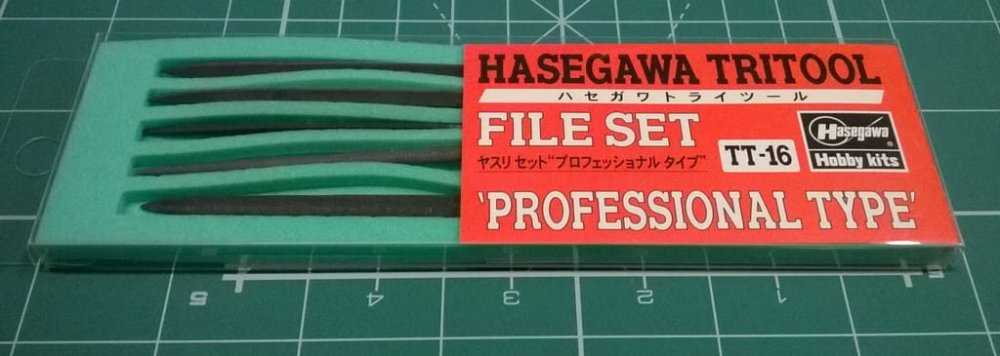 HASEGAWA TRITOOL
ハセガワトライツール
FILE SET
ヤスリ セット"プロフェッショナル タイプ"
TT-16
Hasegawa
Hobby kits
'PROFESSIONAL TYPE'
5 4 3 2 1